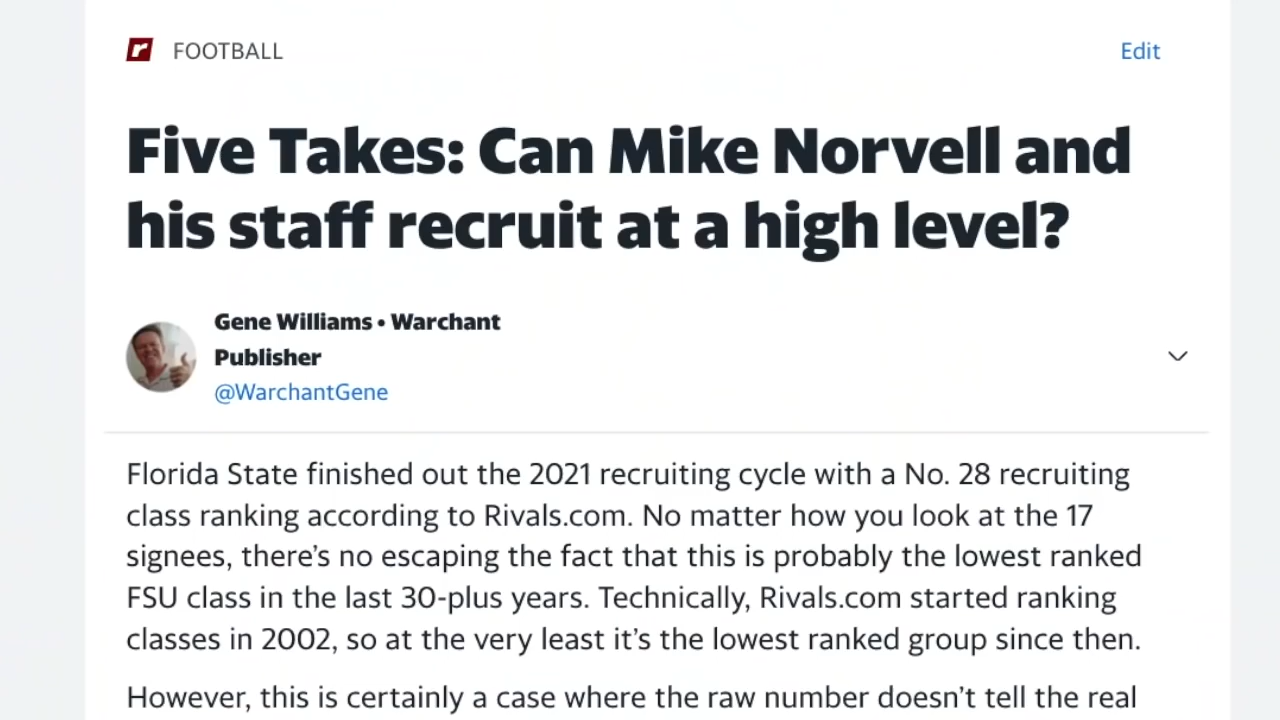 FOOTBALL
Edit
Five Takes: Can Mike Norvell and
his staff recruit at a high level?
Gene Williams • Warchant
Publisher
@WarchantGene
Florida State finished out the 2021 recruiting cycle with a No. 28 recruiting
class ranking according to Rivals.com. No matter how you look at the 17
signees, there’s no escaping the fact that this is probably the lowest ranked
FSU class in the last 30-plus years. Technically, Rivals.com started ranking
classes in 2002, so at the very least it’s the lowest ranked group since then.
However, this is certainly a case where the raw number doesn’t tell the real